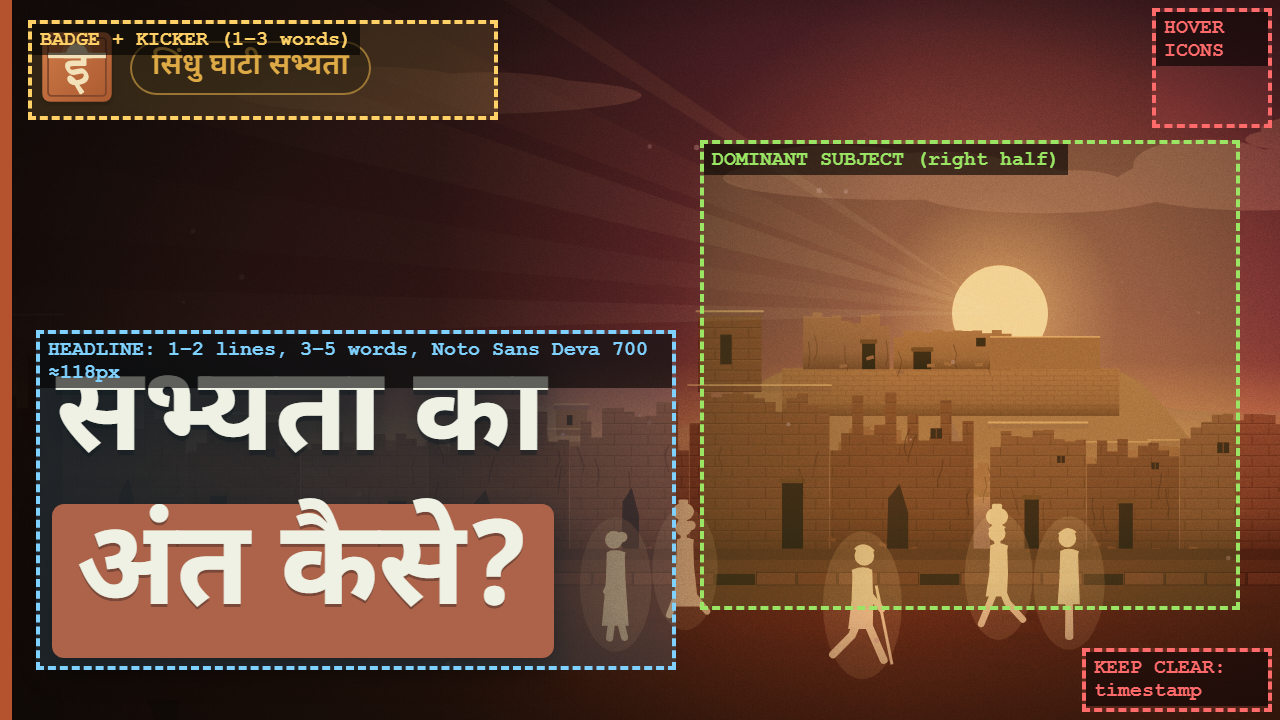 BADGE + KICKER (1–3 words)
इ
सिंधु घाटी सभ्यता
HOVER
ICONS
DOMINANT SUBJECT (right half)
HEADLINE: 1–2 lines, 3–5 words, Noto Sans Deva 700
≈118px
सभ्यता का
अंत कैसे?
KEEP CLEAR:
timestamp